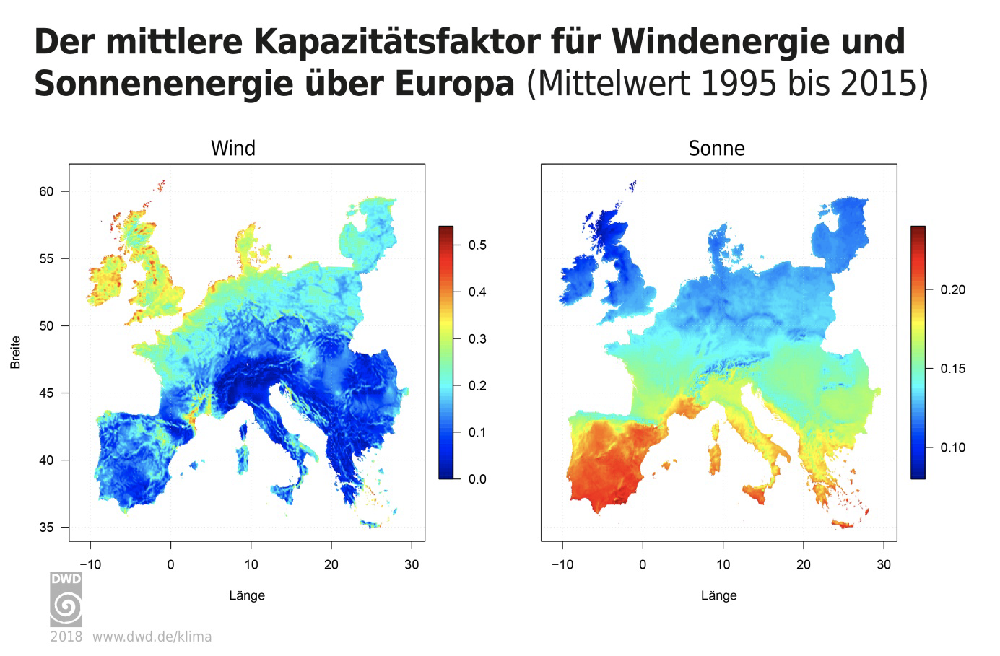 Der mittlere Kapazitätsfaktor für Windenergie und
Sonnenenergie über Europa (Mittelwert 1995 bis 2015)
Wind
Breite
60
55
50
45
40
35
−10 0 10 20 30
Länge
0.5
0.4
0.3
0.2
0.1
0.0
Sonne
−10 0 10 20 30
Länge
0.20
0.15
0.10
DWD
2018 www.dwd.de/klima